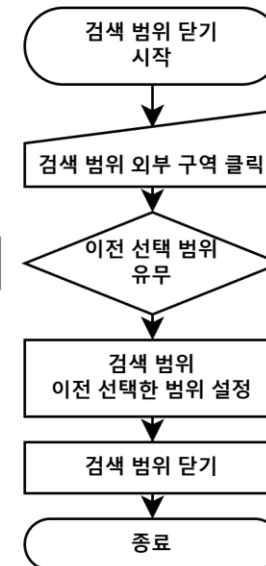 검색 범위 닫기
시작
검색 범위 외부 구역 클릭
이전 선택 범위
유무
검색 범위
이전 선택한 범위 설정
검색 범위 닫기
종료